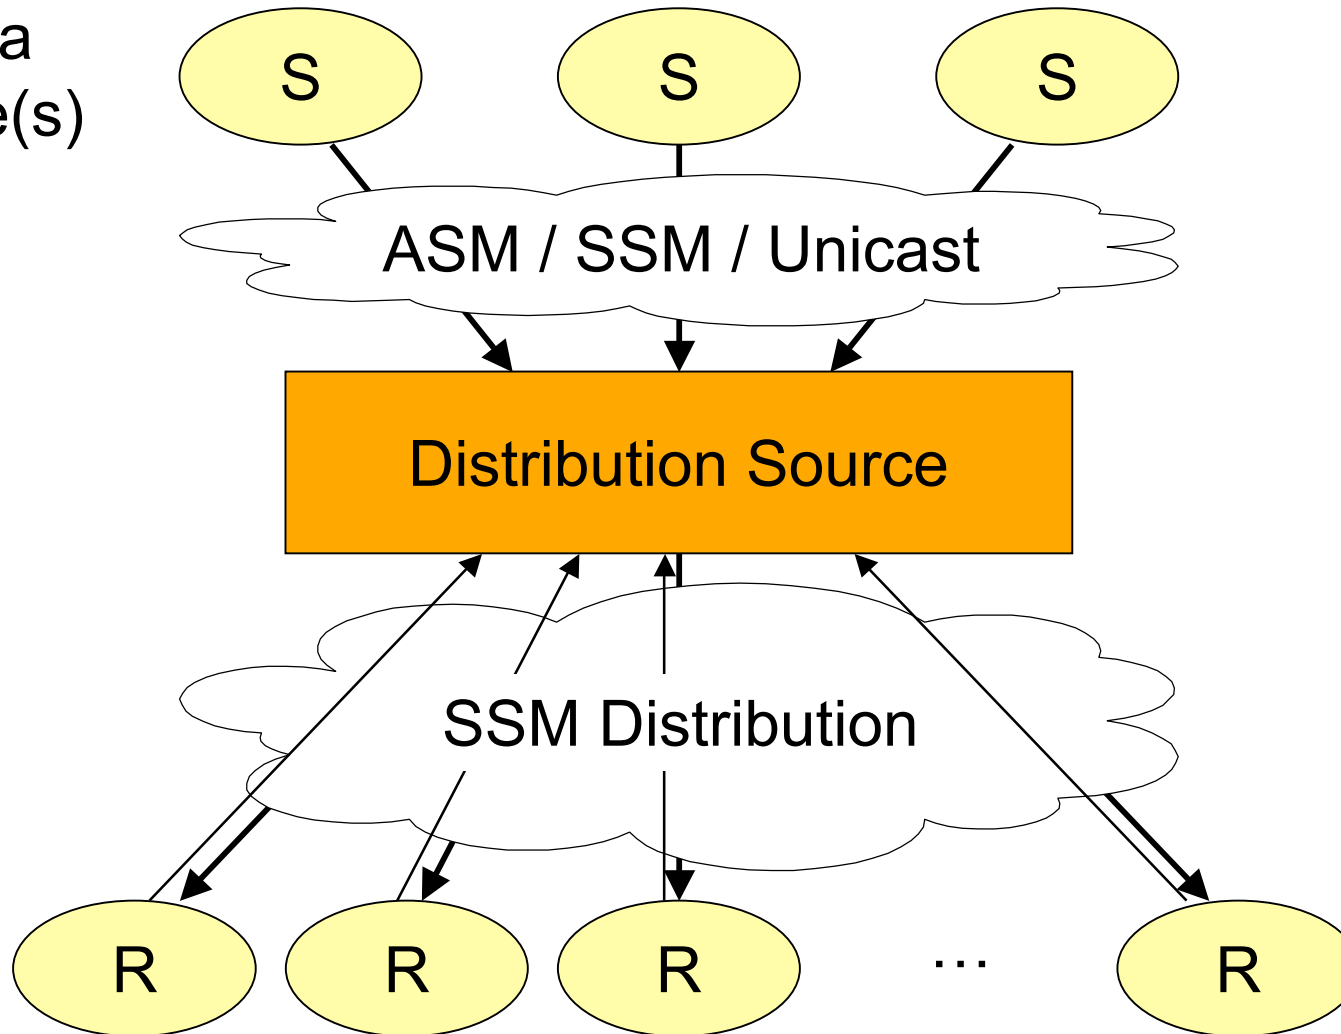 a
e(s)
S S S
ASM / SSM / Unicast
Distribution Source
SSM Distribution
R R R ... R